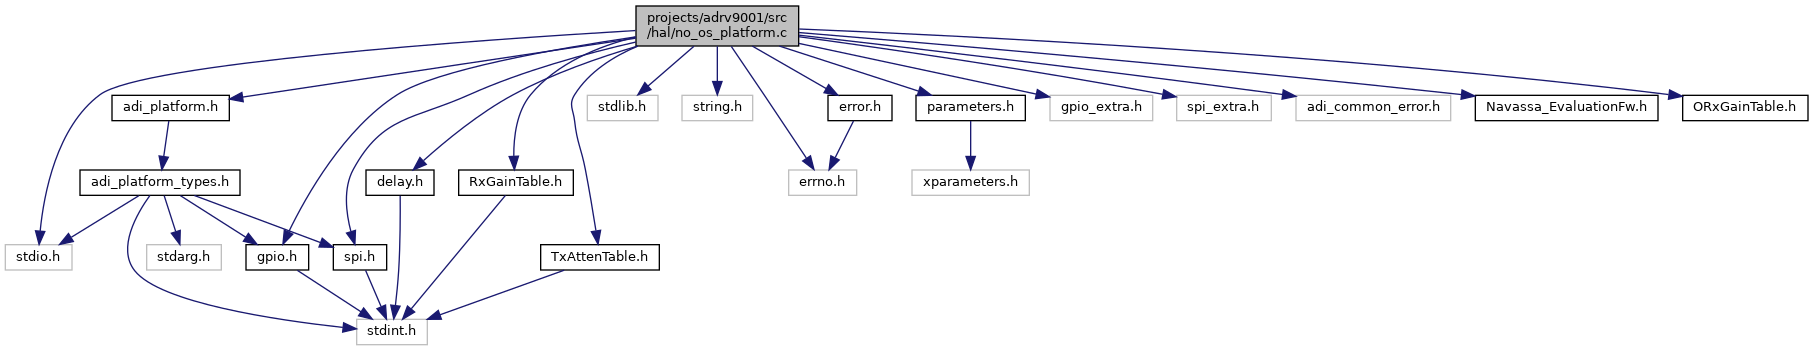 projects/adrv9001/src
/hal/no_os_platform.c
adi_platform.h
stdlib.h
string.h
error.h
parameters.h
gpio_extra.h
spi_extra.h
adi_common_error.h
Navassa_EvaluationFw.h
ORxGainTable.h
adi_platform_types.h
delay.h
RxGainTable.h
errno.h
xparameters.h
stdio.h
stdarg.h
gpio.h
spi.h
TxAttenTable.h
stdint.h